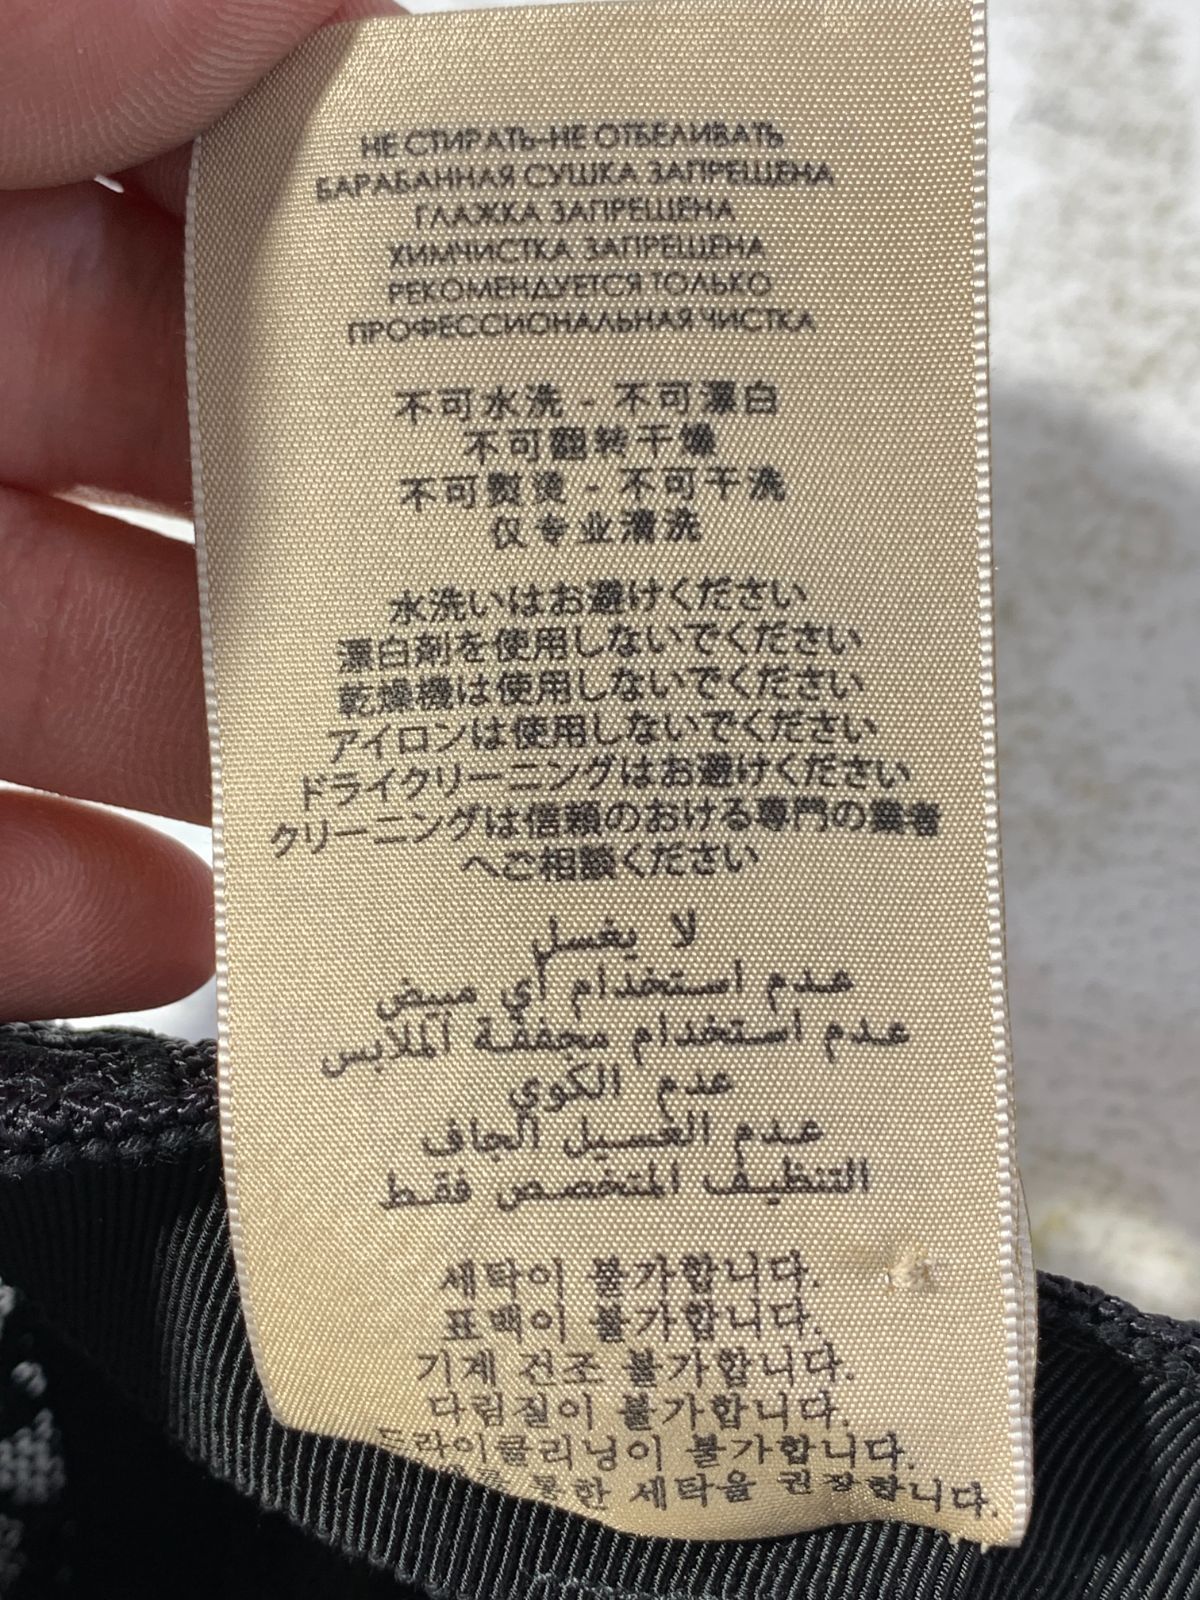 НЕ СТИРАТЬ-НЕ ОТБЕЛИВАТЬ
БАРАБАННАЯ СУШКА ЗАПРЕЩЕНА
ГЛАЖКА ЗАПРЕЩЕНА
ХИМЧИСТКА ЗАПРЕЩЕНА
РЕКОМЕНДУЕТСЯ ТОЛЬКО
ПРОФЕССИОНАЛЬНАЯ ЧИСТКА
不可水洗 - 不可漂白
不可翻转干燥
不可熨烫 - 不可干洗
仅专业清洗
水洗いはお避けください
漂白剤を使用しないでください
乾燥機は使用しないでください
アイロンは使用しないでください
ドライクリーニングはお避けください
クリーニングは信頼のおける専門の業者
へご相談ください
لا يغسل
عدم استخدام أي مبيض
عدم استخدام مجففة الملابس
عدم الكوي
عدم الغسيل الجاف
التنظيف المتخصص فقط
세탁이 불가합니다.
표백이 불가합니다.
기계 건조 불가합니다.
다림질이 불가합니다.
드라이클리닝이 불가합니다.
통한 세탁을 권장합니다.